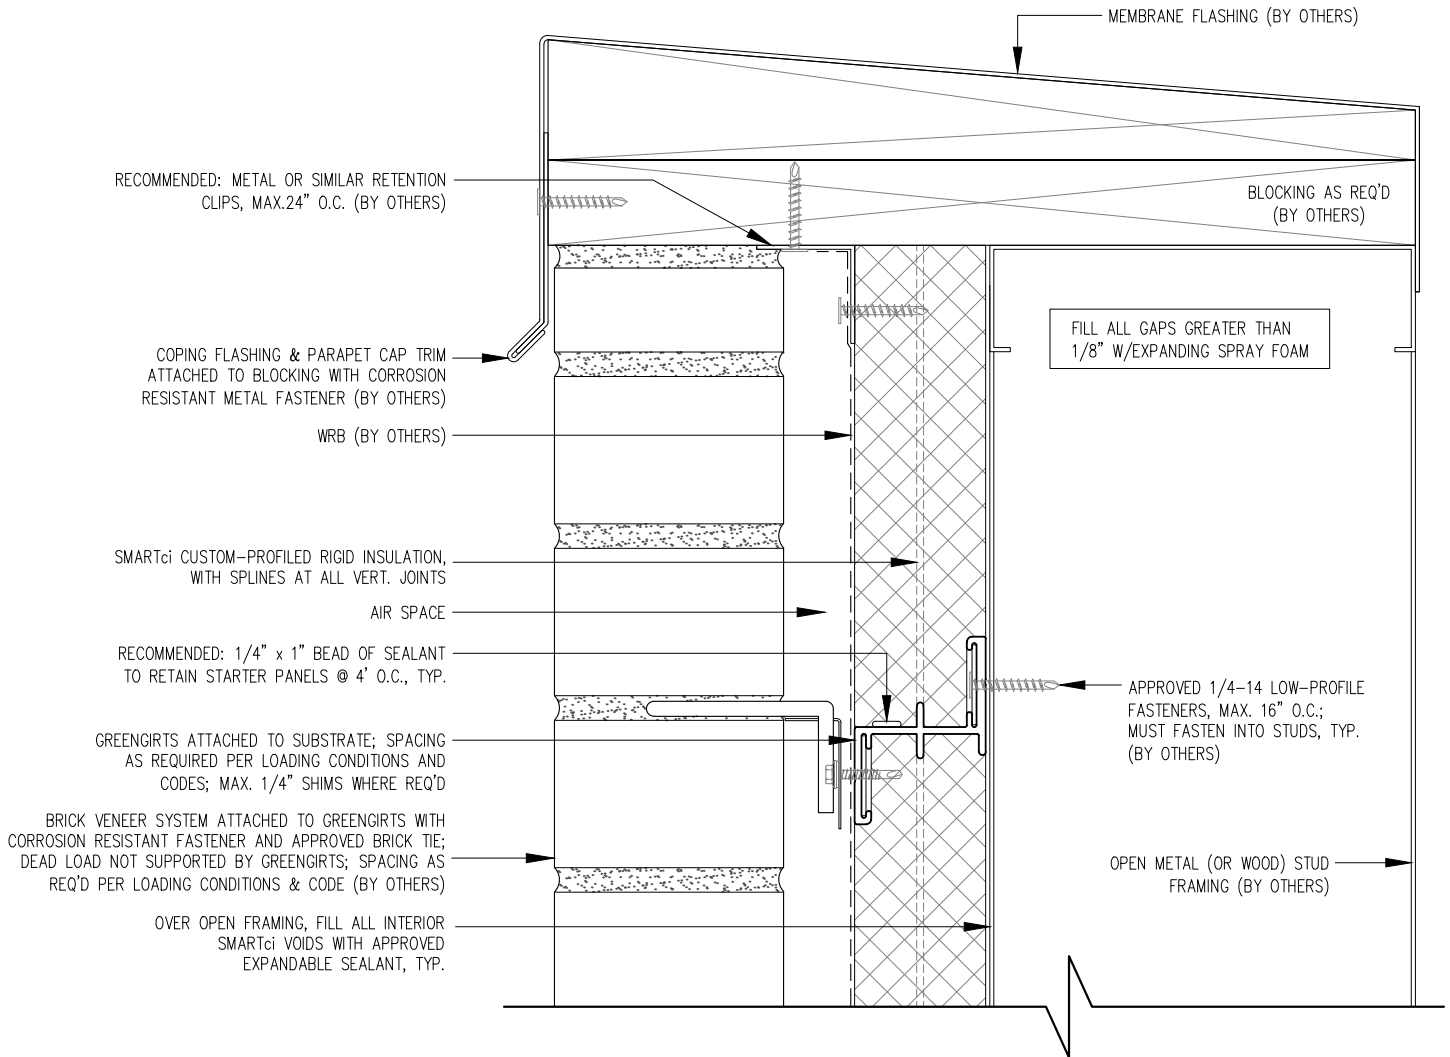 MEMBRANE FLASHING (BY OTHERS)
RECOMMENDED: METAL OR SIMILAR RETENTION
CLIPS, MAX.24" O.C. (BY OTHERS)
BLOCKING AS REQ'D
(BY OTHERS)
FILL ALL GAPS GREATER THAN
1/8" W/EXPANDING SPRAY FOAM
COPING FLASHING & PARAPET CAP TRIM
ATTACHED TO BLOCKING WITH CORROSION
RESISTANT METAL FASTENER (BY OTHERS)
WRB (BY OTHERS)
SMARTci CUSTOM-PROFILED RIGID INSULATION,
WITH SPLINES AT ALL VERT. JOINTS
AIR SPACE
RECOMMENDED: 1/4" x 1" BEAD OF SEALANT
TO RETAIN STARTER PANELS @ 4' O.C., TYP.
APPROVED 1/4-14 LOW-PROFILE
FASTENERS, MAX. 16" O.C.;
MUST FASTEN INTO STUDS, TYP.
(BY OTHERS)
GREENGIRTS ATTACHED TO SUBSTRATE; SPACING
AS REQUIRED PER LOADING CONDITIONS AND
CODES; MAX. 1/4" SHIMS WHERE REQ'D
BRICK VENEER SYSTEM ATTACHED TO GREENGIRTS WITH
CORROSION RESISTANT FASTENER AND APPROVED BRICK TIE;
DEAD LOAD NOT SUPPORTED BY GREENGIRTS; SPACING AS
REQ'D PER LOADING CONDITIONS & CODE (BY OTHERS)
OPEN METAL (OR WOOD) STUD
FRAMING (BY OTHERS)
OVER OPEN FRAMING, FILL ALL INTERIOR
SMARTci VOIDS WITH APPROVED
EXPANDABLE SEALANT, TYP.